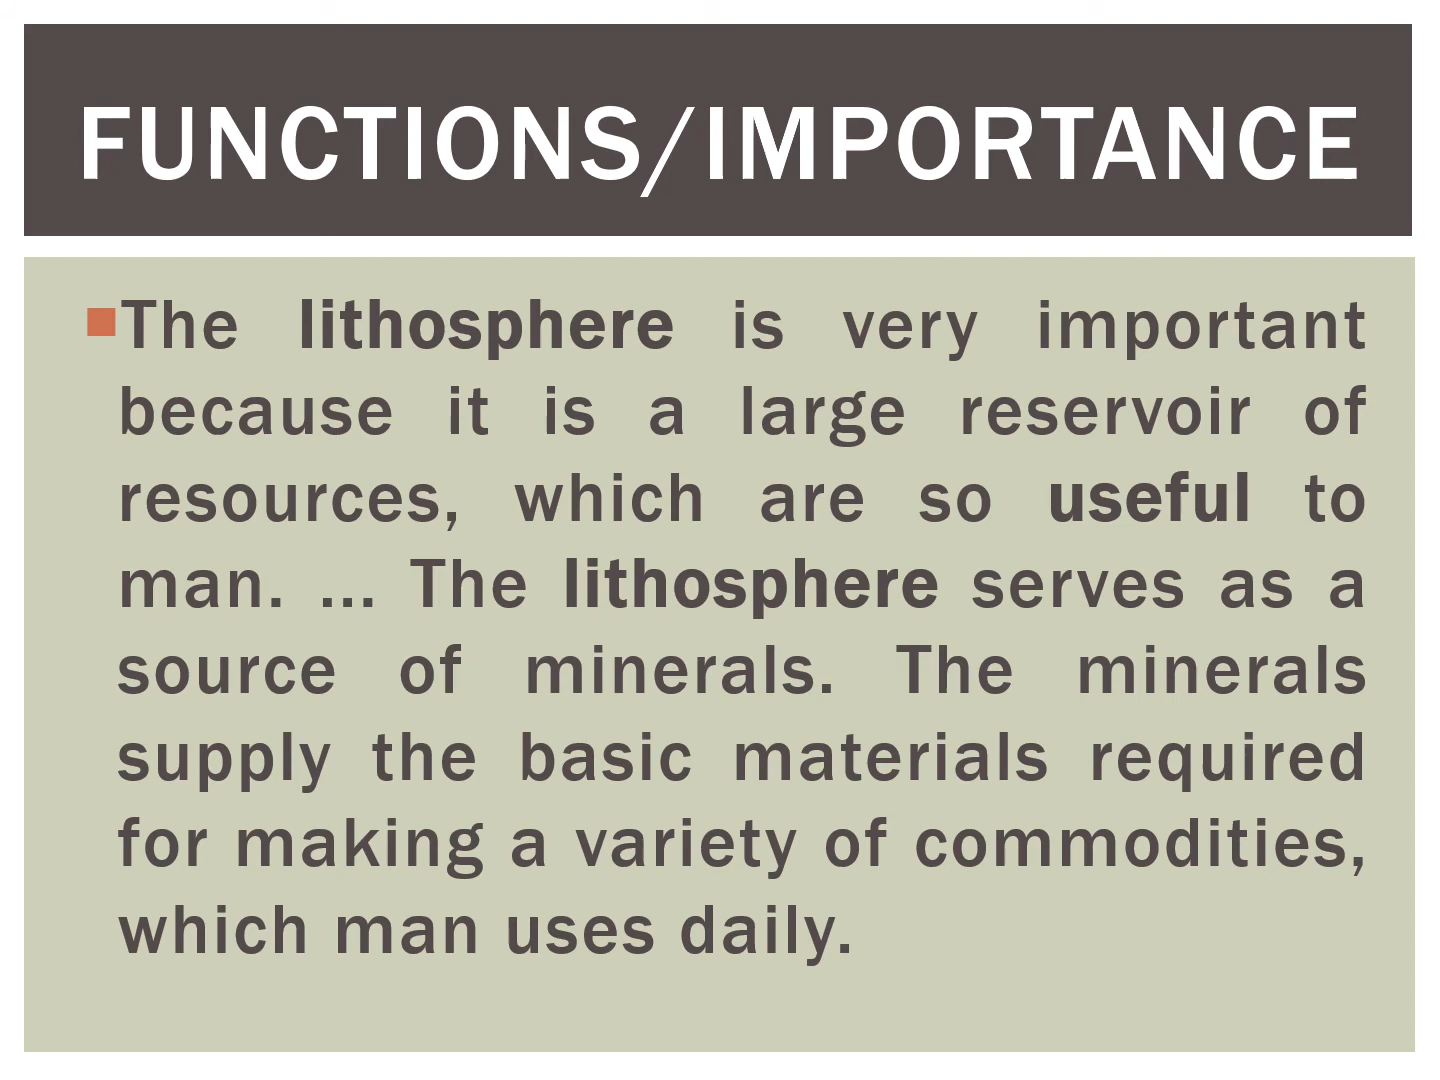 FUNCTIONS/IMPORTANCE
The lithosphere is very important
because it is a large reservoir of
resources, which are so useful to
man. ... The lithosphere serves as a
source of minerals. The minerals
supply the basic materials required
for making a variety of commodities,
which man uses daily.